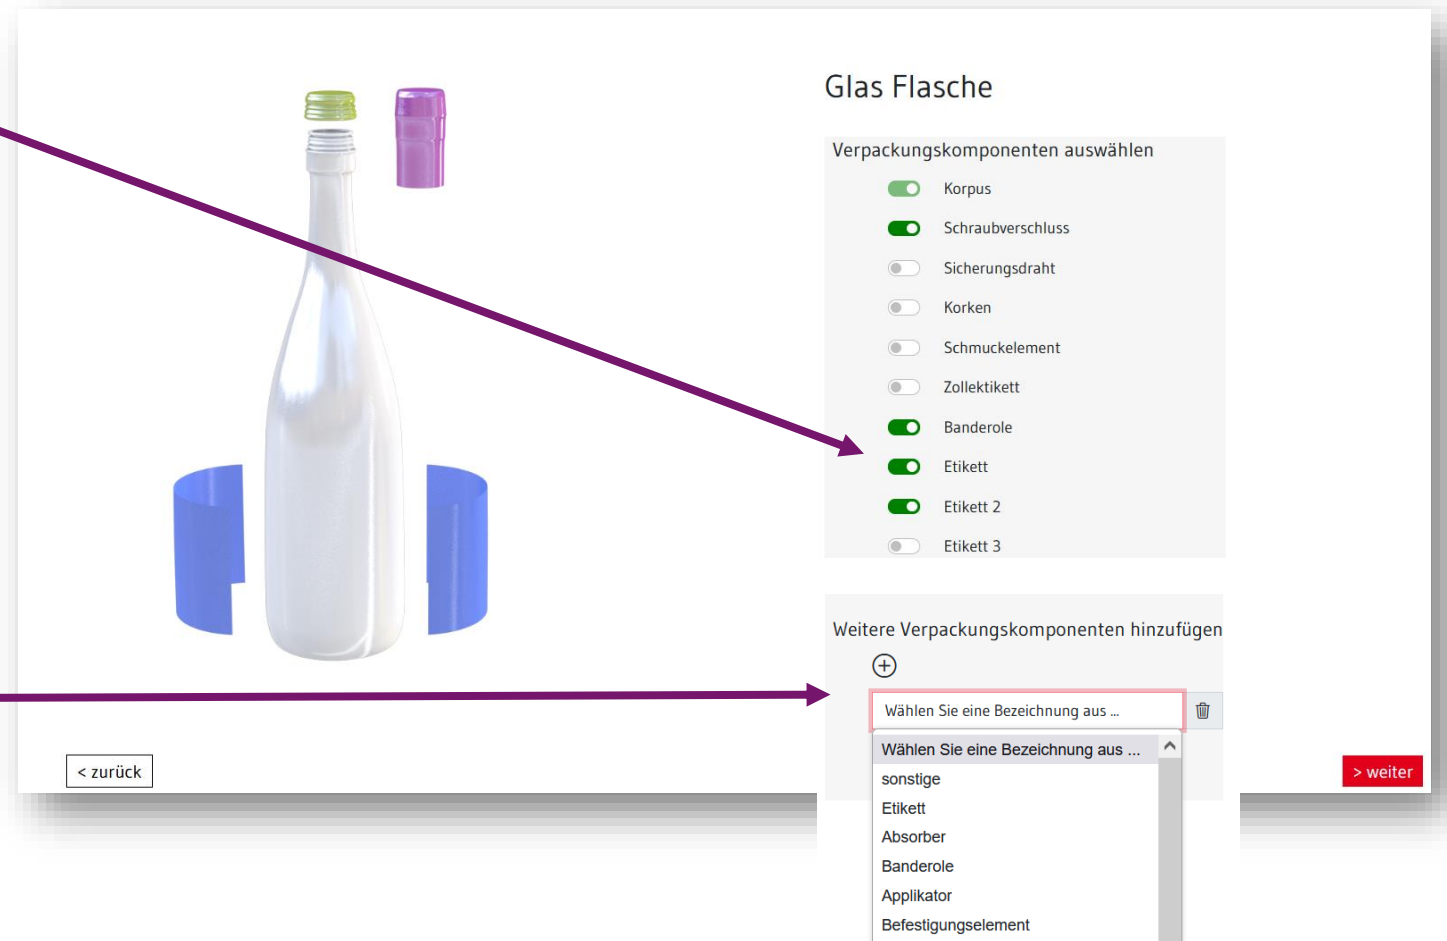 Glas Flasche
Verpackungskomponenten auswählen
Korpus
Schraubverschluss
Sicherungsdraht
Korken
Schmuckelement
Zollektikett
Banderole
Etikett
Etikett 2
Etikett 3
Weitere Verpackungskomponenten hinzufügen
Wählen Sie eine Bezeichnung aus ...
Wählen Sie eine Bezeichnung aus ...
sonstige
Etikett
Absorber
Banderole
Applikator
Befestigungselement
< zurück
> weiter